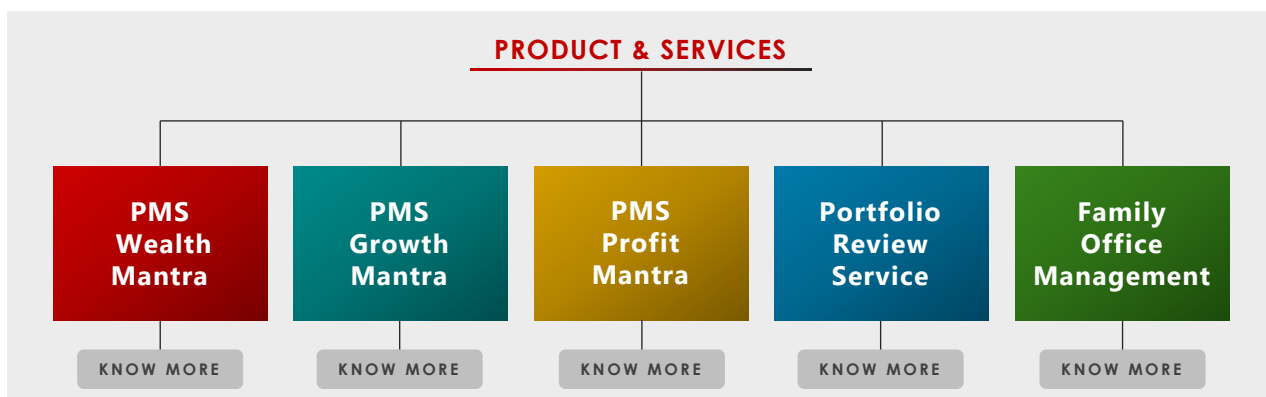 PRODUCT & SERVICES
PMS
Wealth
Mantra
PMS
Growth
Mantra
PMS
Profit
Mantra
Portfolio
Review
Service
Family
Office
Management
KNOW MORE
KNOW MORE
KNOW MORE
KNOW MORE
KNOW MORE